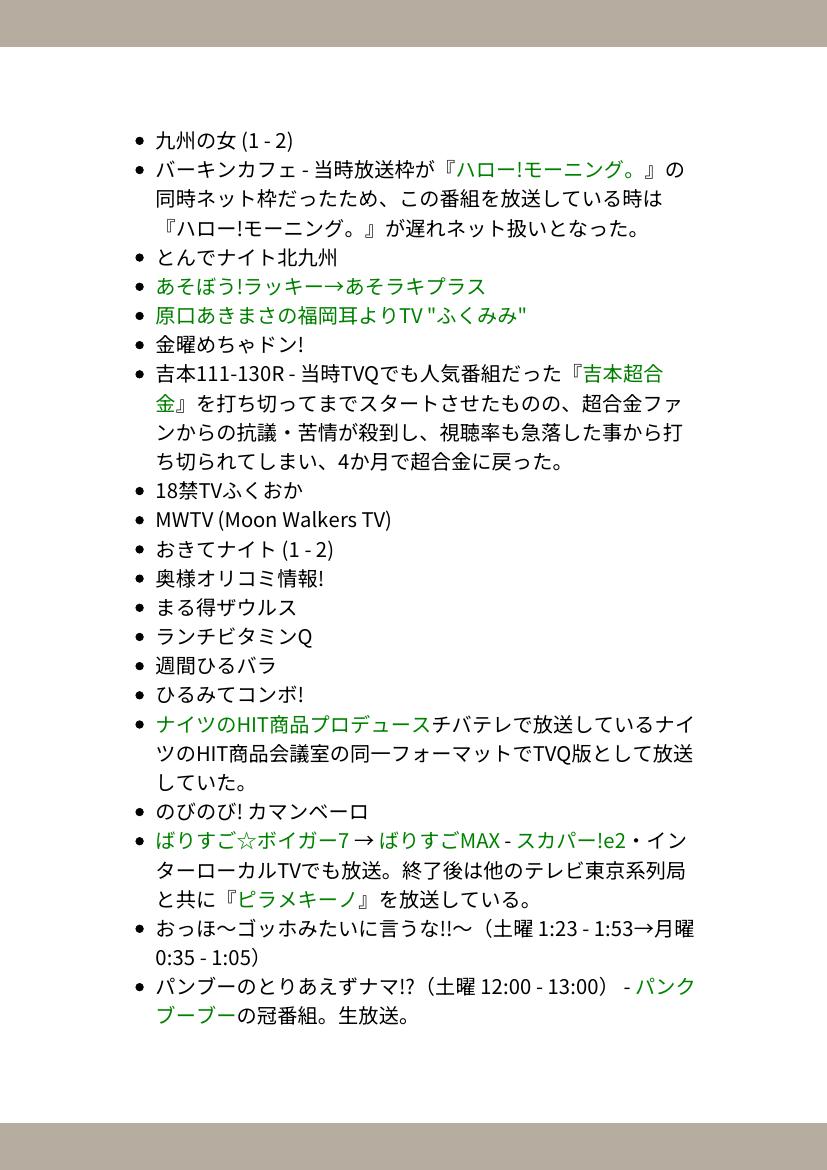 九州の女 (1 - 2)
バーキンカフェ - 当時放送枠が『ハロー!モーニング。』の
同時ネット枠だったため、この番組を放送している時は
『ハロー!モーニング。』が遅れネット扱いとなった。
とんでナイト北九州
あそぼう!ラッキー→あそラキプラス
原口あきまさの福岡耳よりTV "ふくみみ"
金曜めちゃドン!
吉本111-130R - 当時TVQでも人気番組だった『吉本超合
金』を打ち切ってまでスタートさせたものの、超合金ファ
ンからの抗議・苦情が殺到し、視聴率も急落した事から打
ち切られてしまい、4か月で超合金に戻った。
18禁TVふくおか
MWTV (Moon Walkers TV)
おきてナイト (1 - 2)
奥様オリコミ情報!
まる得ザウルス
ランチビタミンQ
週間ひるバラ
ひるみてコンボ!
ナイツのHIT商品プロデュースチバテレで放送しているナイ
ツのHIT商品会議室の同一フォーマットでTVQ版として放送
していた。
のびのび! カマンベーロ
ばりすご☆ボイガー7 → ばりすごMAX - スカパー!e2・イン
ターローカルTVでも放送。終了後は他のテレビ東京系列局
と共に『ピラメキーノ』を放送している。
おっほ〜ゴッホみたいに言うな!!〜（土曜 1:23 - 1:53→月曜
0:35 - 1:05）
パンブーのとりあえずナマ!?（土曜 12:00 - 13:00） - パンク
ブーブーの冠番組。生放送。